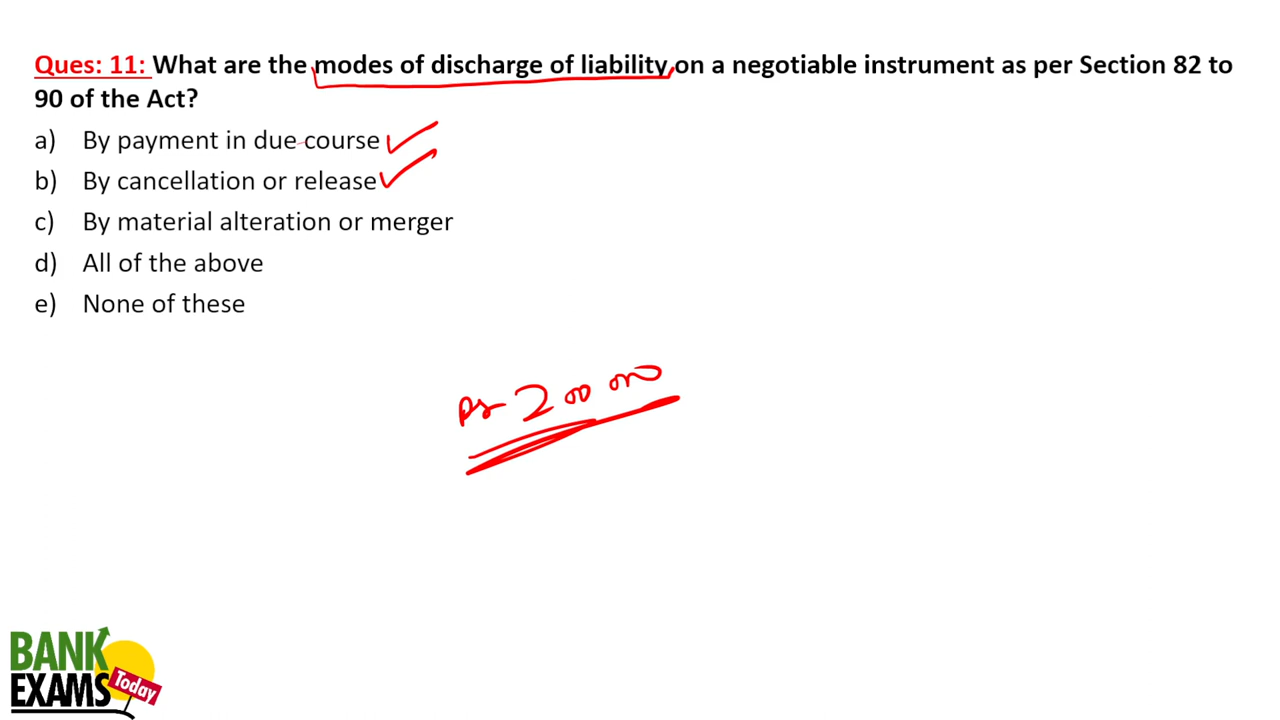 Ques: 11: What are the modes of discharge of liability on a negotiable instrument as per Section 82 to
90 of the Act?
a) By payment in due course
b) By cancellation or release
c) By material alteration or merger
d) All of the above
e) None of these
200 000
BANK
EXAMS
Today